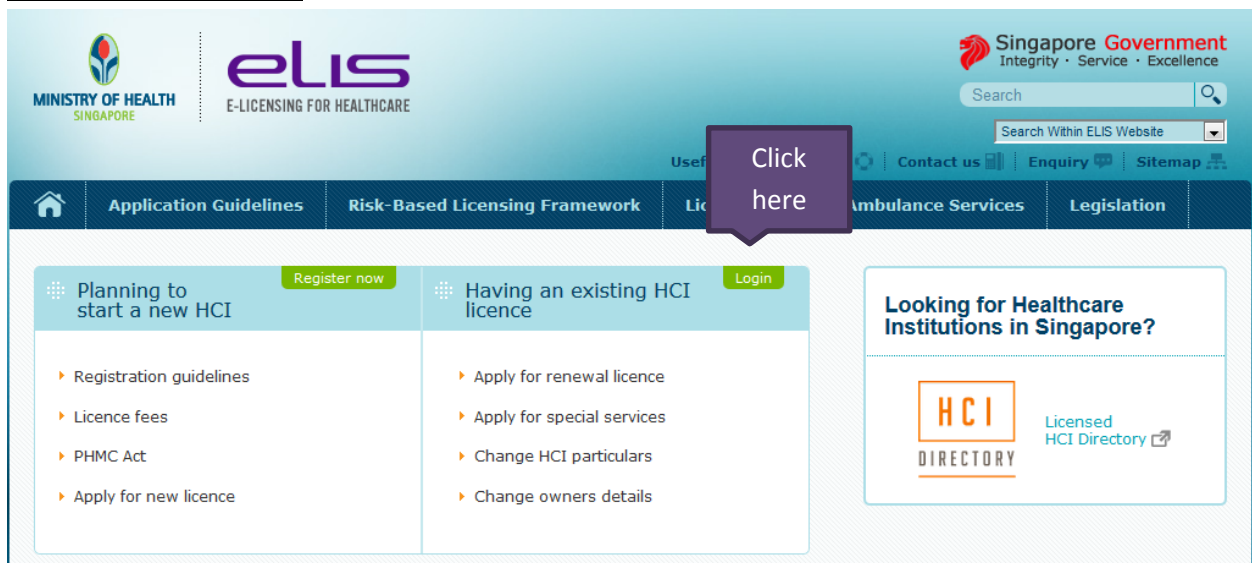 MINISTRY OF HEALTH
SINGAPORE
eLIS
E-LICENSING FOR HEALTHCARE
Singapore Government
Integrity · Service · Excellence
Search
Search Within ELIS Website
Contact us
Enquiry
Sitemap
Click
here
Application Guidelines
Risk-Based Licensing Framework
Ambulance Services
Legislation
Planning to
start a new HCI
Register now
Registration guidelines
Licence fees
PHMC Act
Apply for new licence
Having an existing HCI
licence
Login
Apply for renewal licence
Apply for special services
Change HCI particulars
Change owners details
Looking for Healthcare
Institutions in Singapore?
HCI
DIRECTORY
Licensed
HCI Directory